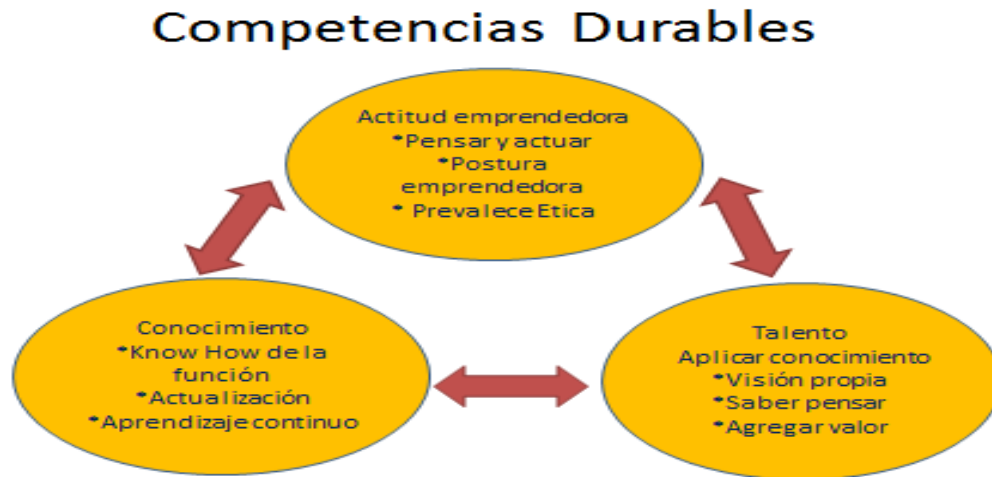 Competencias Durables
Actitud emprendedora
*Pensar y actuar
*Postura
emprendedora
* Prevalece Etica
Conocimiento
*Know How de la
función
*Actualización
*Aprendizaje continuo
Talento
Aplicar conocimiento
*Visión propia
*Saber pensar
*Agregar valor